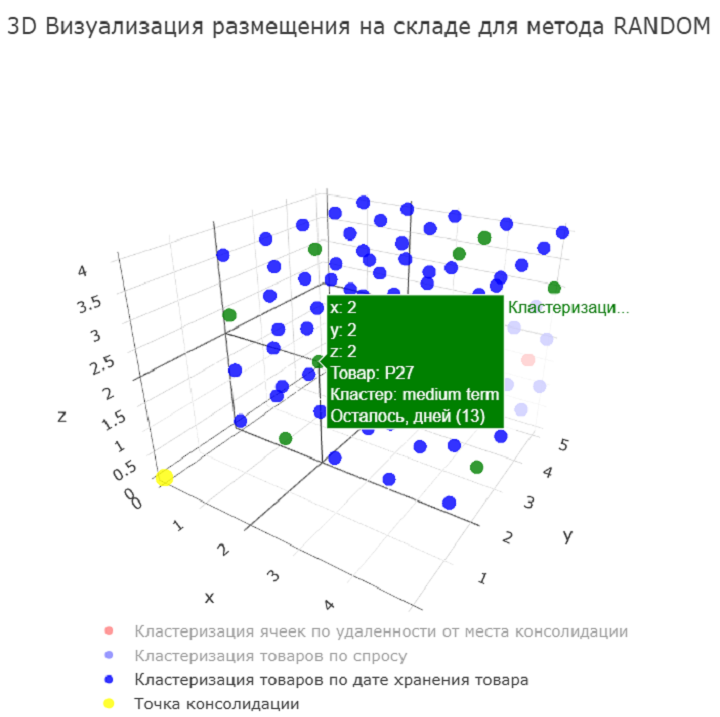 3D Визуализация размещения на складе для метода RANDOM
x: 2
y: 2
z: 2
Товар: P27
Кластер: medium term
Осталось, дней (13)
Кластеризаци...
4
3.5
3
2.5
2
1.5
1
0.5
0
z
0
1
2
3
4
x
5
4
3
2
1
y
Кластеризация ячеек по удаленности от места консолидации
Кластеризация товаров по спросу
Кластеризация товаров по дате хранения товара
Точка консолидации